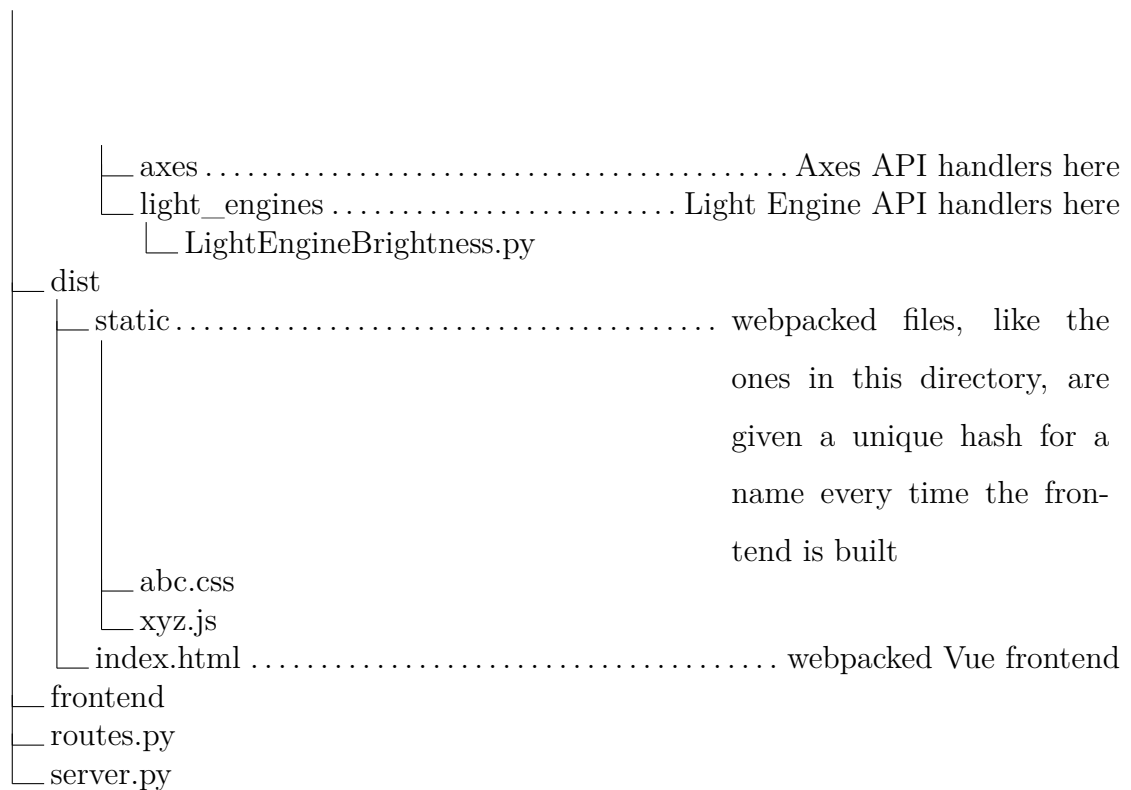 axes ........................................ Axes API handlers here
light_engines ........................ Light Engine API handlers here
LightEngineBrightness.py
dist
static ..................................... webpacked files, like the
ones in this directory, are
given a unique hash for a
name every time the fron-
tend is built
abc.css
xyz.js
index.html .................................... webpacked Vue frontend
frontend
routes.py
server.py